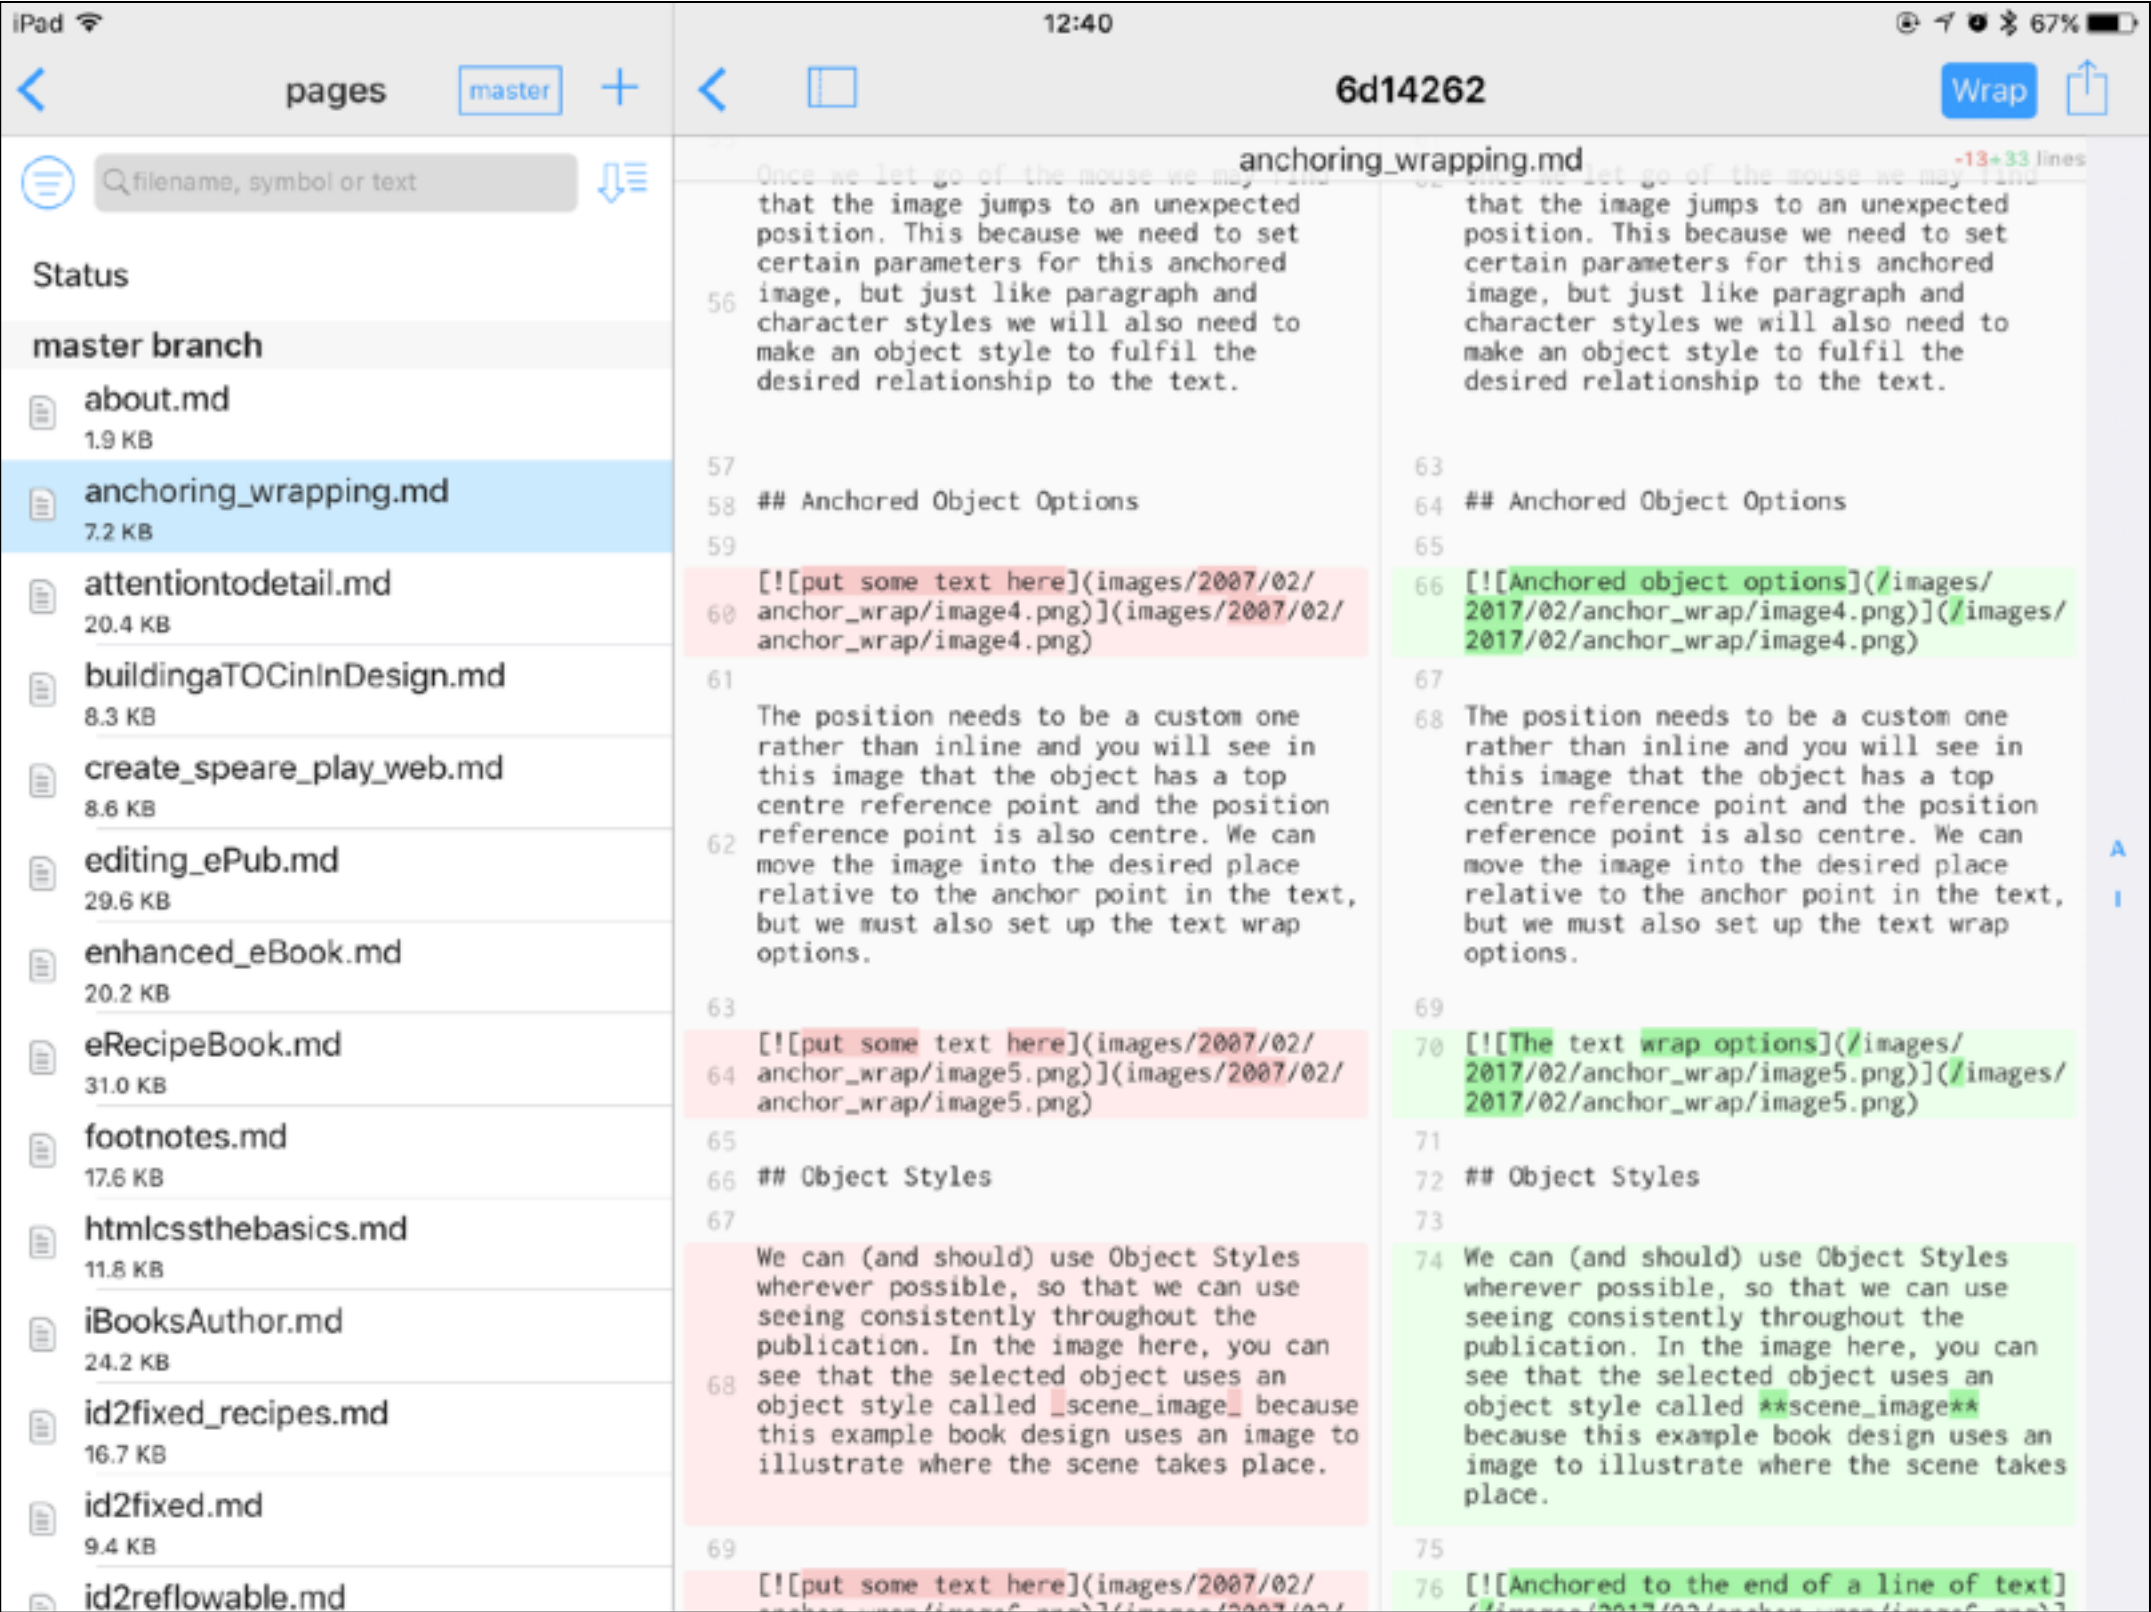 iPad 12:40 67%
pages master
6d14262 Wrap
filename, symbol or text
Status
master branch
about.md
1.9 KB
anchoring_wrapping.md
7.2 KB
attentiontodetail.md
20.4 KB
buildingaTOCinInDesign.md
8.3 KB
create_speare_play_web.md
8.6 KB
editing_ePub.md
29.6 KB
enhanced_eBook.md
20.2 KB
eRecipeBook.md
31.0 KB
footnotes.md
17.6 KB
htmlcssthebasics.md
11.8 KB
iBooksAuthor.md
24.2 KB
id2fixed_recipes.md
16.7 KB
id2fixed.md
9.4 KB
id2reflowable.md
anchoring_wrapping.md -13+33 lines
Once we let go of the mouse we may find
that the image jumps to an unexpected
position. This because we need to set
certain parameters for this anchored
56 image, but just like paragraph and
character styles we will also need to
make an object style to fulfil the
desired relationship to the text.
57
58 ## Anchored Object Options
59
[![put some text here](images/2007/02/
60 anchor_wrap/image4.png)](images/2007/02/
anchor_wrap/image4.png)
61
The position needs to be a custom one
rather than inline and you will see in
this image that the object has a top
centre reference point and the position
62 reference point is also centre. We can
move the image into the desired place
relative to the anchor point in the text,
but we must also set up the text wrap
options.
63
[![put some text here](images/2007/02/
64 anchor_wrap/image5.png)](images/2007/02/
anchor_wrap/image5.png)
65
66 ## Object Styles
67
We can (and should) use Object Styles
wherever possible, so that we can use
seeing consistently throughout the
publication. In the image here, you can
68 see that the selected object uses an
object style called _scene_image_ because
this example book design uses an image to
illustrate where the scene takes place.
69
[![put some text here](images/2007/02/
62 Once we let go of the mouse we may find
that the image jumps to an unexpected
position. This because we need to set
certain parameters for this anchored
image, but just like paragraph and
character styles we will also need to
make an object style to fulfil the
desired relationship to the text.
63
64 ## Anchored Object Options
65
66 [![Anchored object options](/images/
2017/02/anchor_wrap/image4.png)](/images/
2017/02/anchor_wrap/image4.png)
67
68 The position needs to be a custom one
rather than inline and you will see in
this image that the object has a top
centre reference point and the position
reference point is also centre. We can
move the image into the desired place
relative to the anchor point in the text,
but we must also set up the text wrap
options.
69
70 [![The text wrap options](/images/
2017/02/anchor_wrap/image5.png)](/images/
2017/02/anchor_wrap/image5.png)
71
72 ## Object Styles
73
74 We can (and should) use Object Styles
wherever possible, so that we can use
seeing consistently throughout the
publication. In the image here, you can
see that the selected object uses an
object style called **scene_image**
because this example book design uses an
image to illustrate where the scene takes
place.
75
76 [![Anchored to the end of a line of text]
A
I